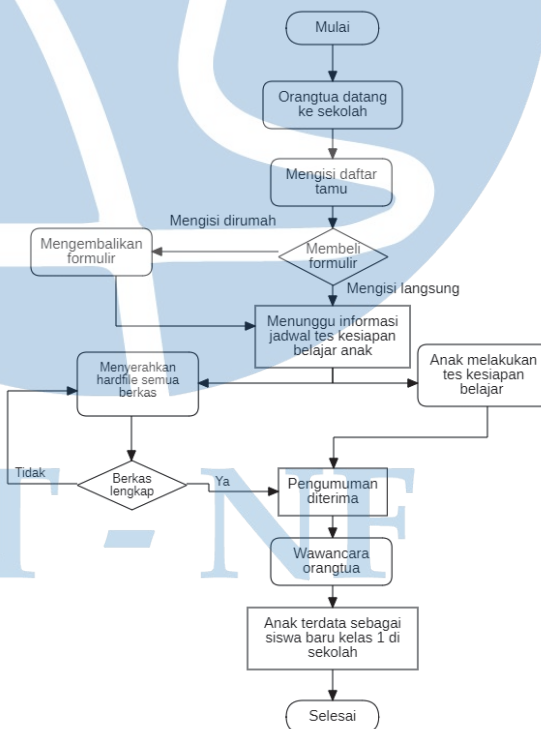 Mulai
Orangtua datang
ke sekolah
Mengisi daftar
tamu
Mengisi dirumah
Mengembalikan
formulir
Membeli
formulir
Mengisi langsung
Menunggu informasi
jadwal tes kesiapan
belajar anak
Menyerahkan
hardfile semua
berkas
Anak melakukan
tes kesiapan
belajar
Tidak
Berkas
lengkap
Ya
Pengumuman
diterima
T - NF
Wawancara
orangtua
Anak terdata sebagai
siswa baru kelas 1 di
sekolah
Selesai